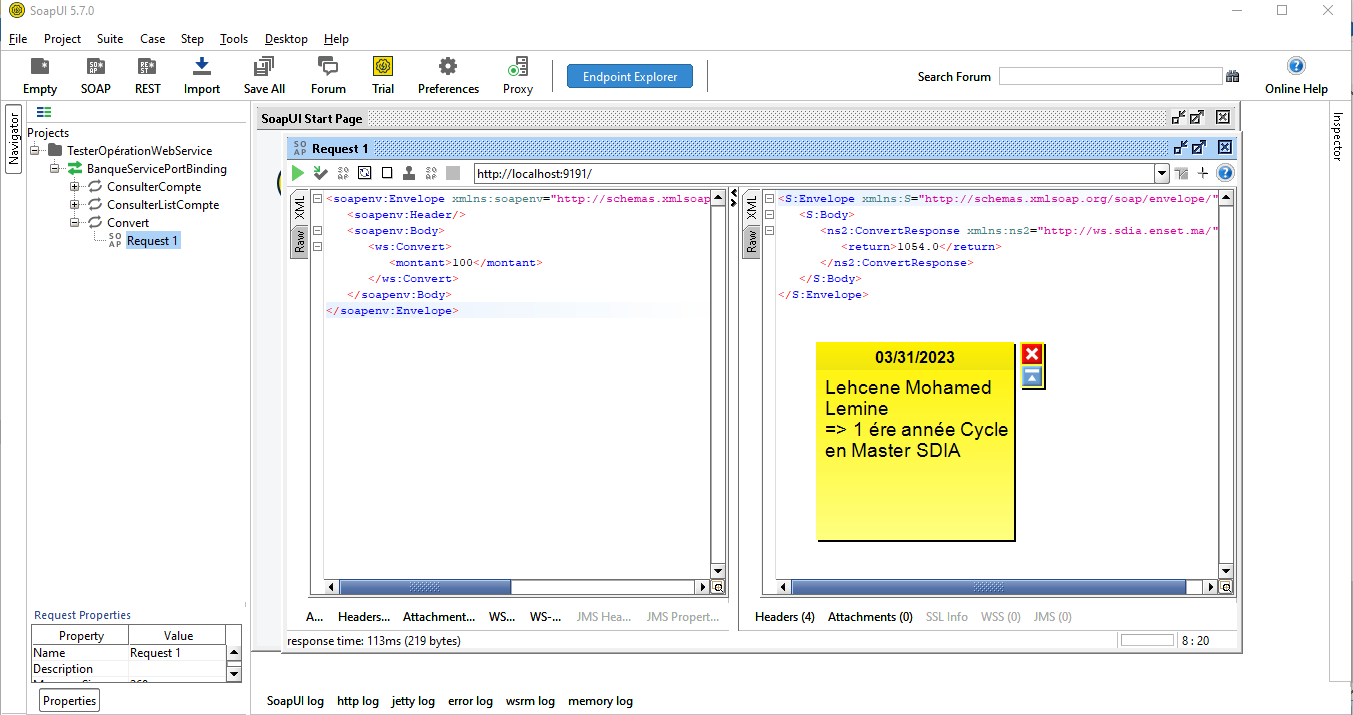 SoapUI 5.7.0
File Project Suite Case Step Tools Desktop Help
Empty SOAP REST Import Save All Forum Trial Preferences Proxy Endpoint Explorer Search Forum Online Help
Navigator
Projects
TesterOpérationWebService
BanqueServicePortBinding
ConsulterCompte
ConsulterListCompte
Convert
Request 1
SoapUI Start Page
Request 1
http://localhost:9191/
XML
Raw
<soapenv:Envelope xmlns:soapenv="http://schemas.xmlsoap
<soapenv:Header/>
<soapenv:Body>
<ws:Convert>
<montant>100</montant>
</ws:Convert>
</soapenv:Body>
</soapenv:Envelope>
XML
Raw
<S:Envelope xmlns:S="http://schemas.xmlsoap.org/soap/envelope/"
<S:Body>
<ns2:ConvertResponse xmlns:ns2="http://ws.sdia.enset.ma/"
<return>1054.0</return>
</ns2:ConvertResponse>
</S:Body>
</S:Envelope>
03/31/2023
Lehcene Mohamed
Lemine
=> 1 ére année Cycle
en Master SDIA
Inspector
A... Headers... Attachment... WS... WS-... JMS Hea... JMS Propert...
Headers (4) Attachments (0) SSL Info WSS (0) JMS (0)
response time: 113ms (219 bytes)
8 : 20
Request Properties
Property Value
Name Request 1
Description
Properties
SoapUI log http log jetty log error log wsrm log memory log